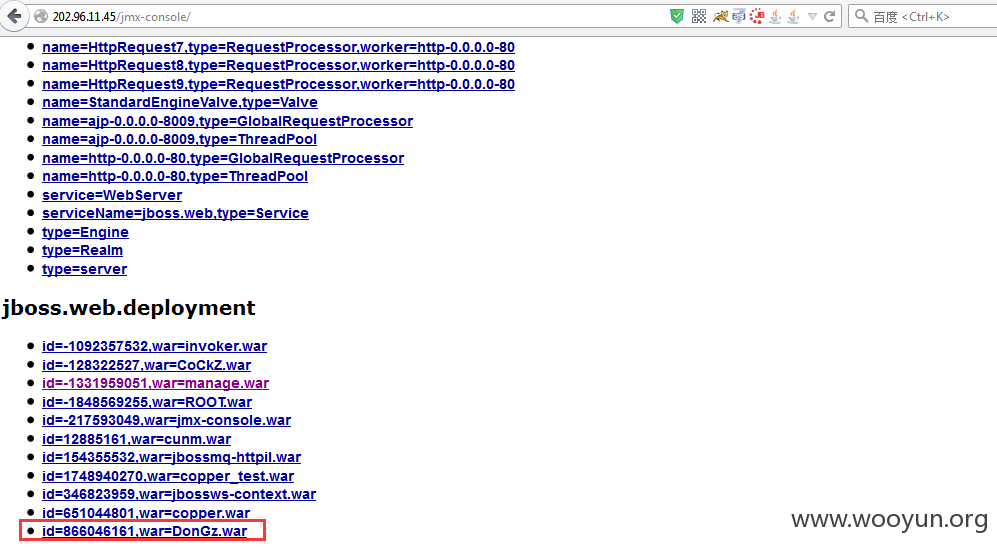 202.96.11.45/jmx-console/
百度 <Ctrl+K>
name=HttpRequest7,type=RequestProcessor,worker=http-0.0.0.0-80
name=HttpRequest8,type=RequestProcessor,worker=http-0.0.0.0-80
name=HttpRequest9,type=RequestProcessor,worker=http-0.0.0.0-80
name=StandardEngineValve,type=Valve
name=ajp-0.0.0.0-8009,type=GlobalRequestProcessor
name=ajp-0.0.0.0-8009,type=ThreadPool
name=http-0.0.0.0-80,type=GlobalRequestProcessor
name=http-0.0.0.0-80,type=ThreadPool
service=WebServer
serviceName=jboss.web,type=Service
type=Engine
type=Realm
type=server
jboss.web.deployment
id=-1092357532,war=invoker.war
id=-128322527,war=CoCkZ.war
id=-1331959051,war=manage.war
id=-1848569255,war=ROOT.war
id=-217593049,war=jmx-console.war
id=12885161,war=cunm.war
id=154355532,war=jbossmq-httpil.war
id=1748940270,war=copper_test.war
id=346823959,war=jbossws-context.war
id=651044801,war=copper.war
id=866046161,war=DonGz.war
www.wooyun.org